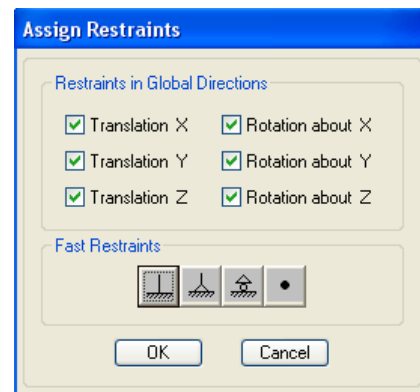 Assign Restraints
Restraints in Global Directions
Translation X Rotation about X
Translation Y Rotation about Y
Translation Z Rotation about Z
Fast Restraints
OK Cancel